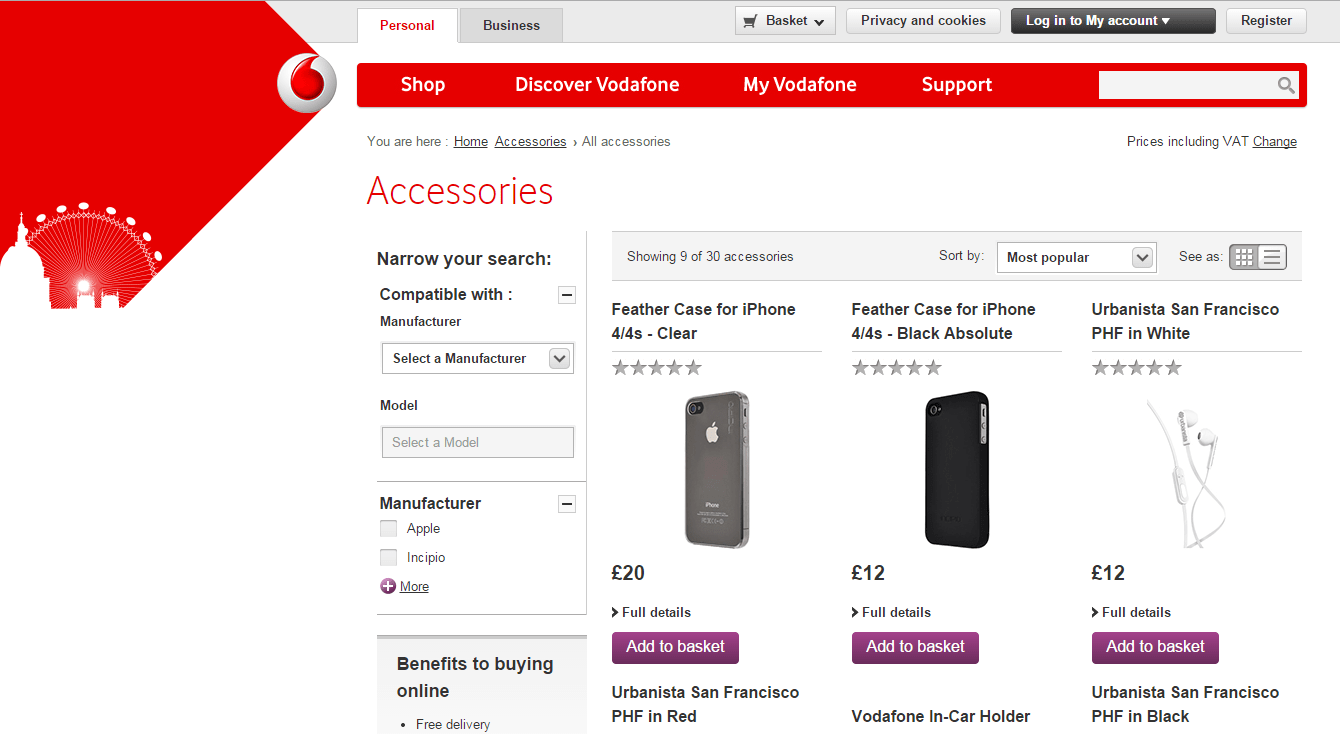 Personal
Business
Basket
Privacy and cookies
Log in to My account
Register
Shop
Discover Vodafone
My Vodafone
Support
You are here : Home Accessories › All accessories
Prices including VAT Change
Accessories
Narrow your search:
Compatible with :
Manufacturer
Select a Manufacturer
Model
Select a Model
Manufacturer
Apple
Incipio
More
Benefits to buying
online
• Free delivery
Showing 9 of 30 accessories
Sort by:
Most popular
See as:
Feather Case for iPhone
4/4s - Clear
iPhone
£20
Full details
Add to basket
Feather Case for iPhone
4/4s - Black Absolute
£12
Full details
Add to basket
Urbanista San Francisco
PHF in White
urbanista
£12
Full details
Add to basket
Urbanista San Francisco
PHF in Red
Vodafone In-Car Holder
Urbanista San Francisco
PHF in Black